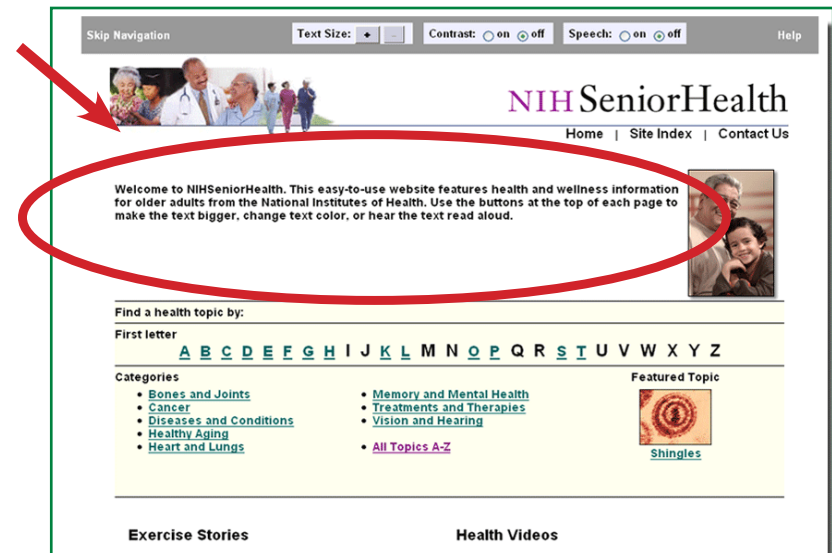 Skip Navigation Text Size: + - Contrast: on off Speech: on off Help
NIHSeniorHealth
Home | Site Index | Contact Us
Welcome to NIHSeniorHealth. This easy-to-use website features health and wellness information
for older adults from the National Institutes of Health. Use the buttons at the top of each page to
make the text bigger, change text color, or hear the text read aloud.
Find a health topic by:
First letter
A B C D E F G H I J K L M N O P Q R S T U V W X Y Z
Categories
• Bones and Joints
• Cancer
• Diseases and Conditions
• Healthy Aging
• Heart and Lungs
• Memory and Mental Health
• Treatments and Therapies
• Vision and Hearing
• All Topics A-Z
Featured Topic
Shingles
Exercise Stories
Health Videos